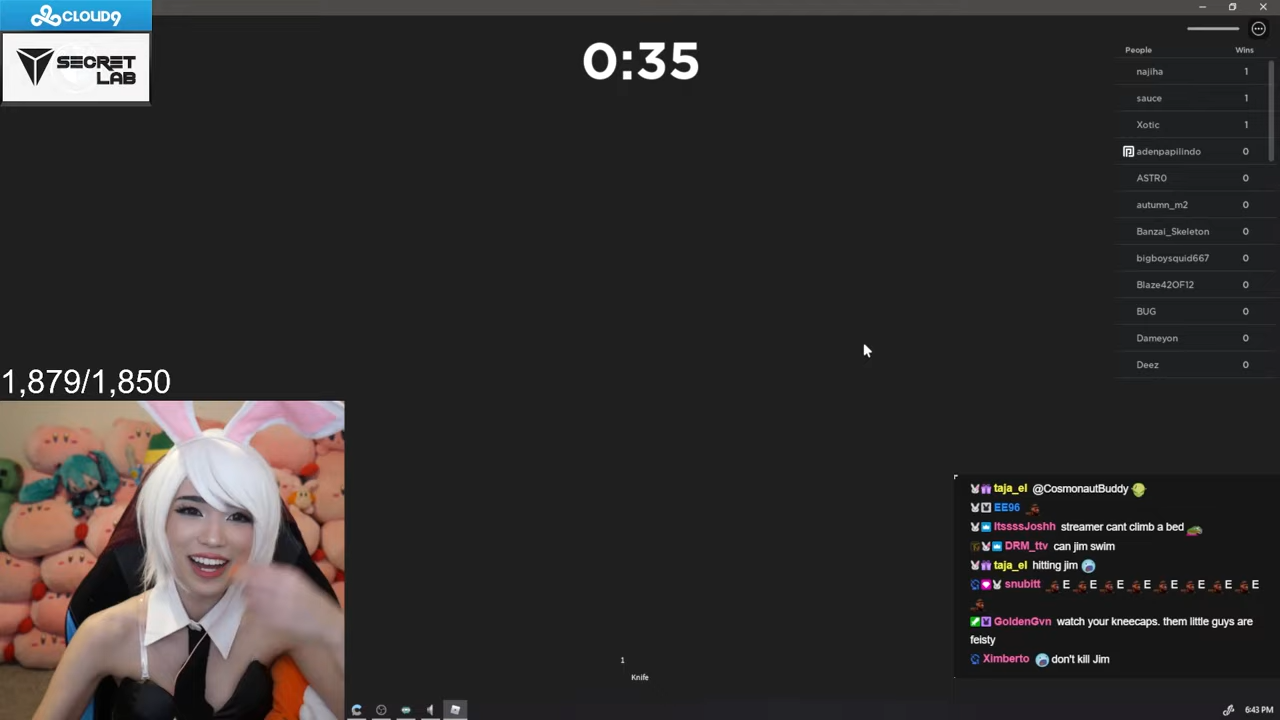 CLOUD9
SECRET
LAB
0:35
People Wins
najiha 1
sauce 1
Xotic 1
adenpapilindo 0
ASTR0 0
autumn_m2 0
Banzai_Skeleton 0
bigboysquid667 0
Blaze42OF12 0
BUG 0
Dameyon 0
Deez 0
1,879/1,850
taja_el @CosmonautBuddy
EE96
ItssssJoshh streamer cant climb a bed
DRM_ttv can jim swim
taja_el hitting jim
snubitt E E E E E E E E
GoldenGvn watch your kneecaps. them little guys are
feisty
Ximberto don't kill Jim
1
Knife
6:43 PM